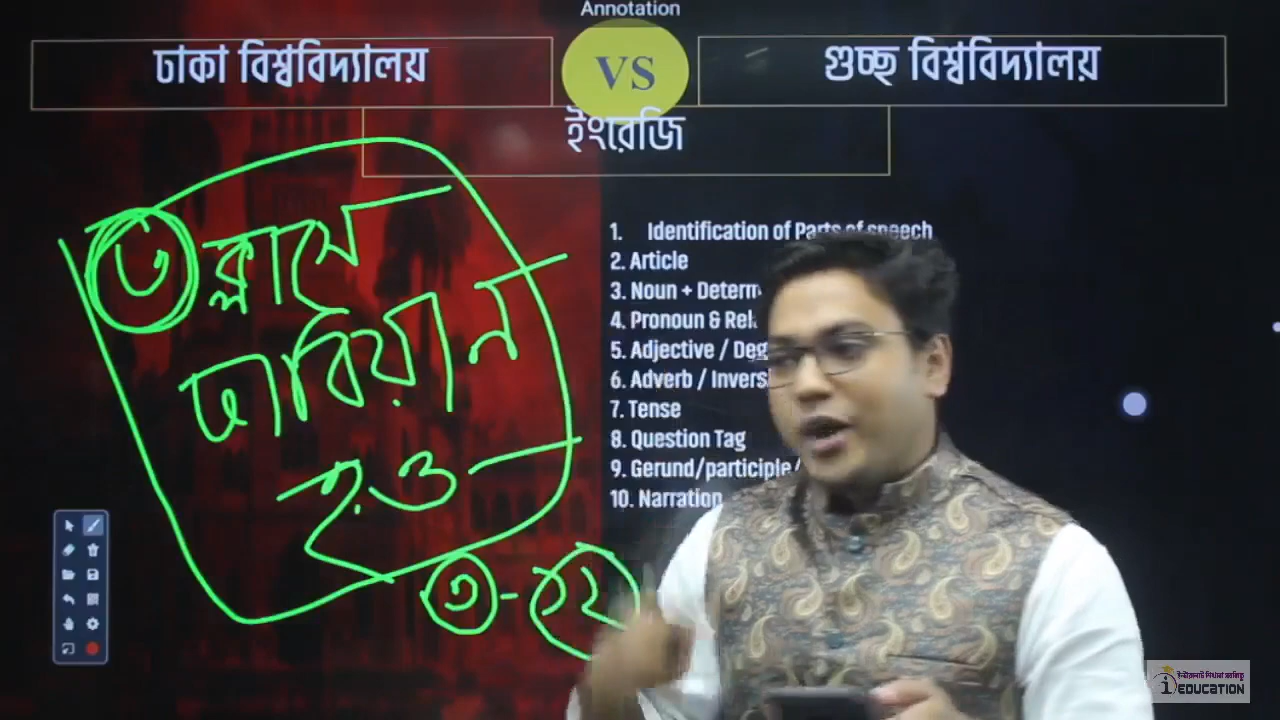 Annotation
ঢাকা বিশ্ববিদ্যালয়
VS
গুচ্ছ বিশ্ববিদ্যালয়
ইংরেজি
1. Identification of Parts of speech
2. Article
3. Noun + Determ
4. Pronoun & Rel
5. Adjective / Deg
6. Adverb / Invers
7. Tense
8. Question Tag
9. Gerund/participle/
10. Narration
৩ ক্লাসে
ঢাবিয়ান
হও
৩ -
EDUCATION